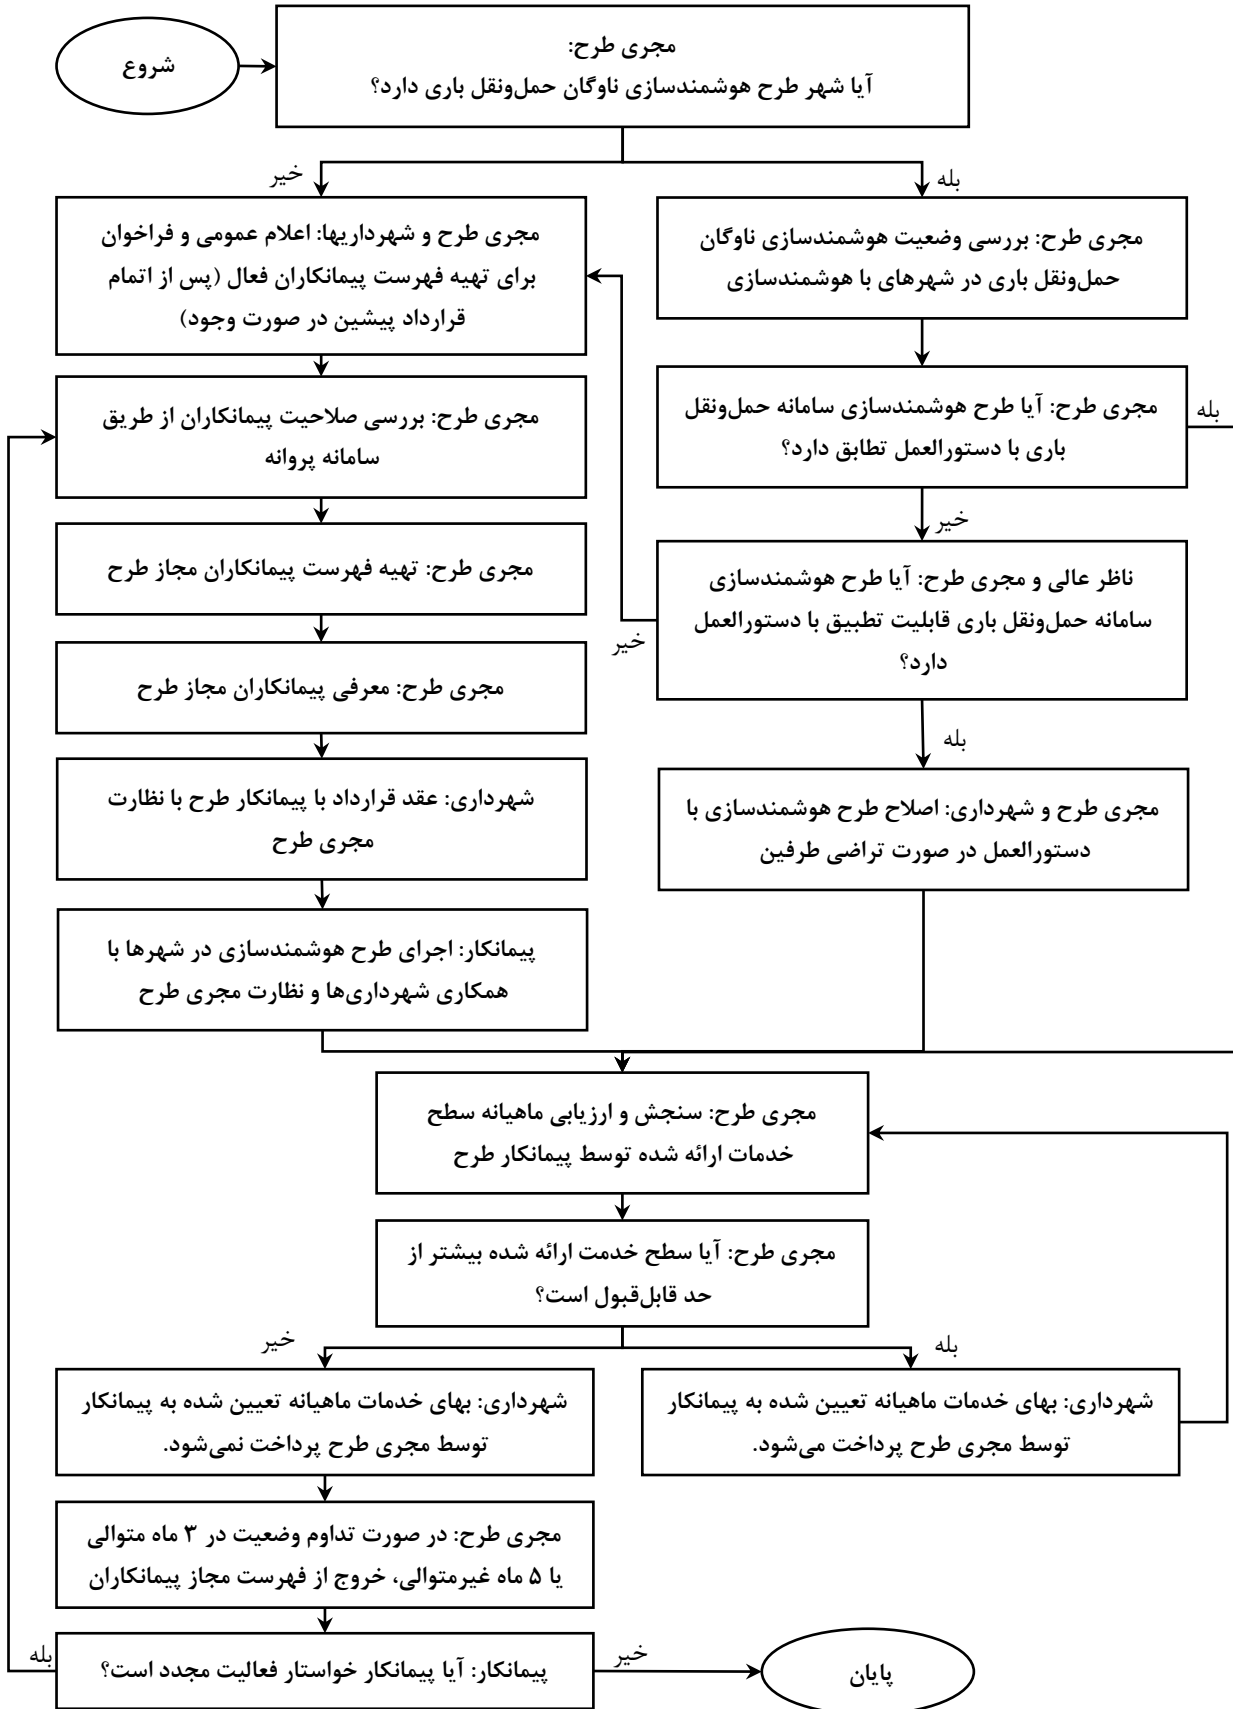 شروع
مجری طرح:
آیا شهر طرح هوشمندسازی ناوگان حمل‌ونقل باری دارد؟
بله
خیر
مجری طرح: بررسی وضعیت هوشمندسازی ناوگان
حمل‌ونقل باری در شهرهای با هوشمندسازی
مجری طرح و شهرداریها: اعلام عمومی و فراخوان
برای تهیه فهرست پیمانکاران فعال (پس از اتمام
قرارداد پیشین در صورت وجود)
مجری طرح: آیا طرح هوشمندسازی سامانه حمل‌ونقل
باری با دستورالعمل تطابق دارد؟
بله
خیر
مجری طرح: بررسی صلاحیت پیمانکاران از طریق
سامانه پروانه
ناظر عالی و مجری طرح: آیا طرح هوشمندسازی
سامانه حمل‌ونقل باری قابلیت تطبیق با دستورالعمل
دارد؟
خیر
بله
مجری طرح: تهیه فهرست پیمانکاران مجاز طرح
مجری طرح: معرفی پیمانکاران مجاز طرح
مجری طرح و شهرداری: اصلاح طرح هوشمندسازی با
دستورالعمل در صورت تراضی طرفین
شهرداری: عقد قرارداد با پیمانکار طرح با نظارت
مجری طرح
پیمانکار: اجرای طرح هوشمندسازی در شهرها با
همکاری شهرداری‌ها و نظارت مجری طرح
مجری طرح: سنجش و ارزیابی ماهیانه سطح
خدمات ارائه شده توسط پیمانکار طرح
مجری طرح: آیا سطح خدمت ارائه شده بیشتر از
حد قابل‌قبول است؟
بله
خیر
شهرداری: بهای خدمات ماهیانه تعیین شده به پیمانکار
توسط مجری طرح پرداخت می‌شود.
شهرداری: بهای خدمات ماهیانه تعیین شده به پیمانکار
توسط مجری طرح پرداخت نمی‌شود.
مجری طرح: در صورت تداوم وضعیت در ۳ ماه متوالی
یا ۵ ماه غیرمتوالی، خروج از فهرست مجاز پیمانکاران
پیمانکار: آیا پیمانکار خواستار فعالیت مجدد است؟
بله
خیر
پایان